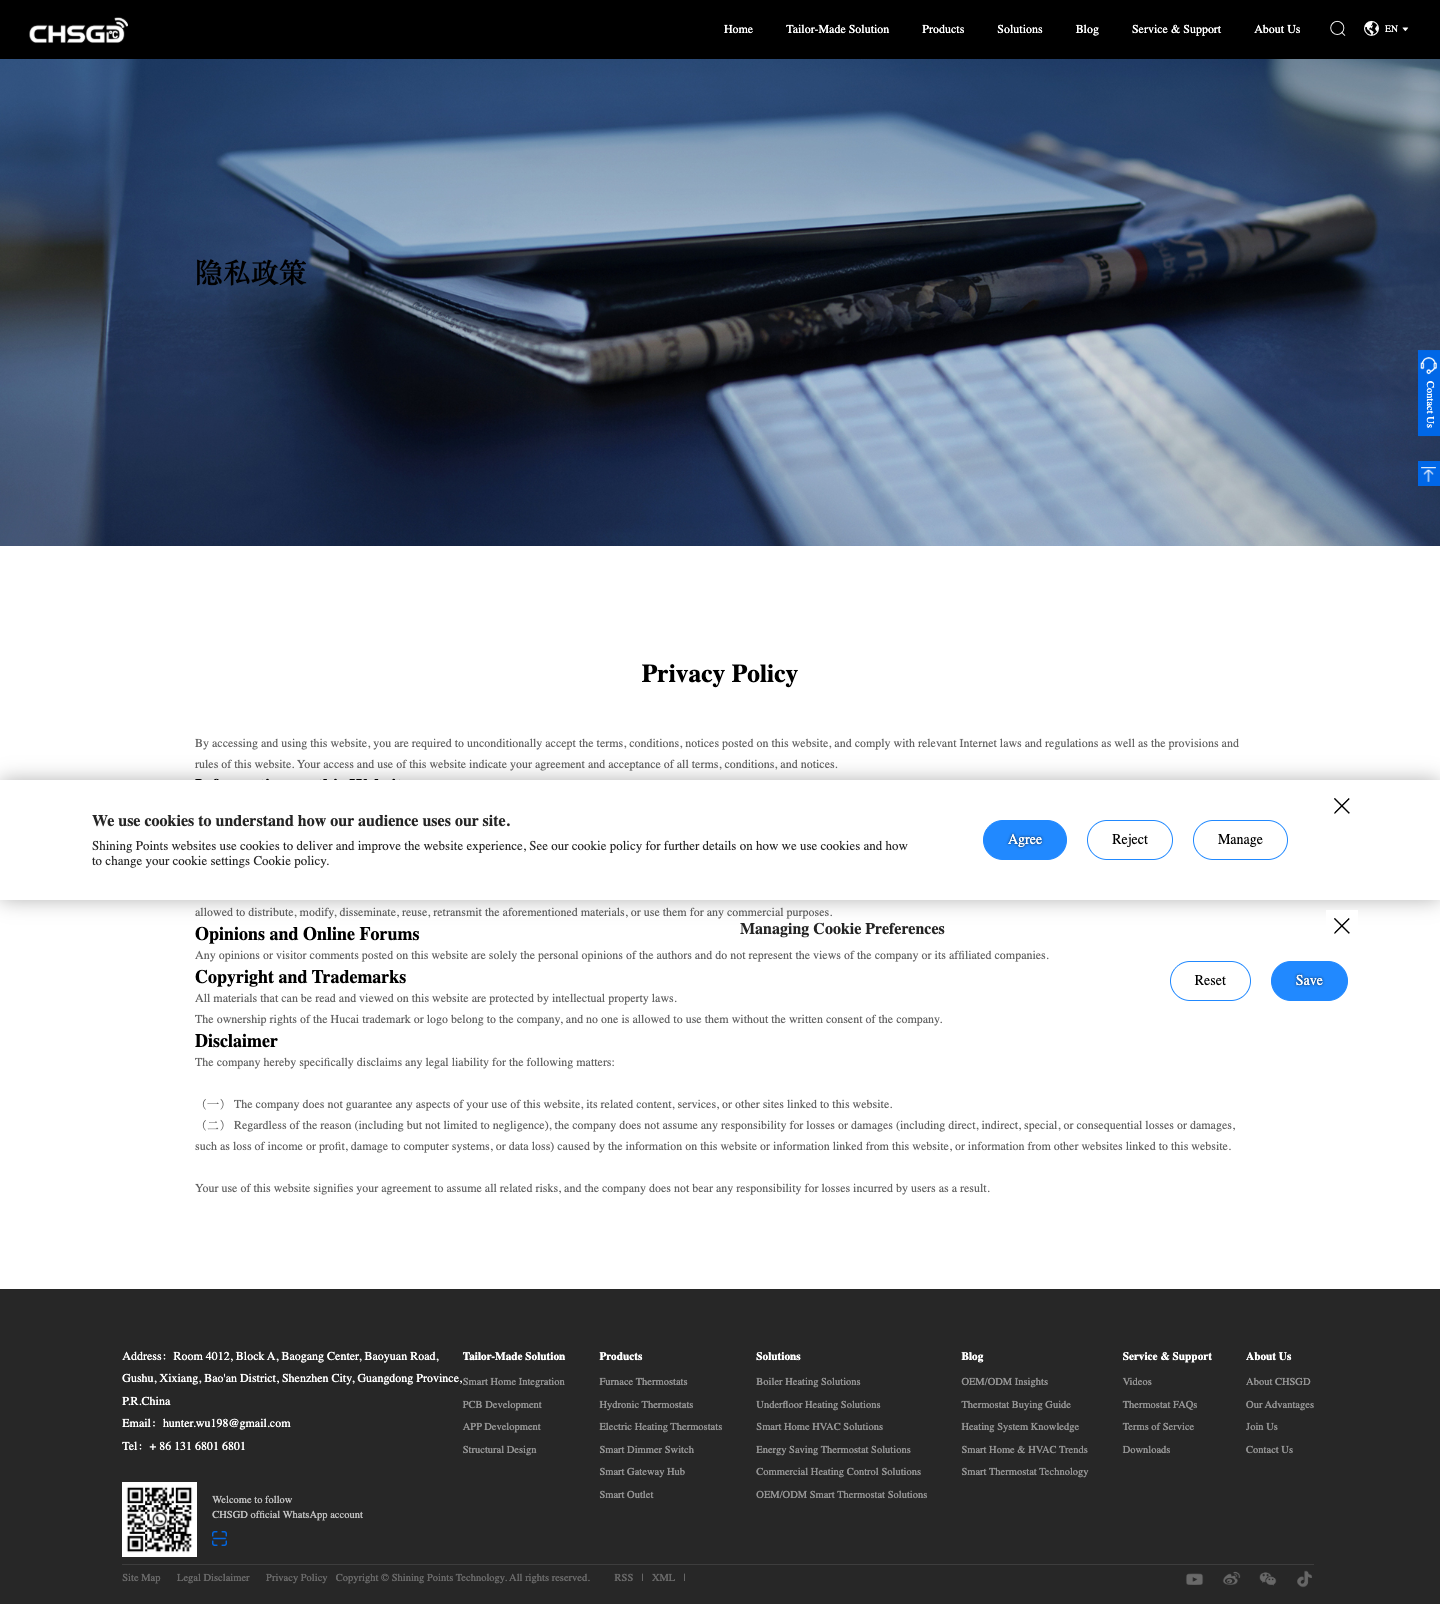 CHSGD
Home
Tailor-Made Solution
Products
Solutions
Blog
Service & Support
About Us
EN
隐私政策
Contact Us
Privacy Policy
By accessing and using this website, you are required to unconditionally accept the terms, conditions, notices posted on this website, and comply with relevant Internet laws and regulations as well as the provisions and
rules of this website. Your access and use of this website indicate your agreement and acceptance of all terms, conditions, and notices.
We use cookies to understand how our audience uses our site.
Shining Points websites use cookies to deliver and improve the website experience, See our cookie policy for further details on how we use cookies and how
to change your cookie settings Cookie policy.
Agree
Reject
Manage
allowed to distribute, modify, disseminate, reuse, retransmit the aforementioned materials, or use them for any commercial purposes.
Managing Cookie Preferences
Opinions and Online Forums
Any opinions or visitor comments posted on this website are solely the personal opinions of the authors and do not represent the views of the company or its affiliated companies.
Reset
Save
Copyright and Trademarks
All materials that can be read and viewed on this website are protected by intellectual property laws.
The ownership rights of the Hucai trademark or logo belong to the company, and no one is allowed to use them without the written consent of the company.
Disclaimer
The company hereby specifically disclaims any legal liability for the following matters:
（一） The company does not guarantee any aspects of your use of this website, its related content, services, or other sites linked to this website.
（二） Regardless of the reason (including but not limited to negligence), the company does not assume any responsibility for losses or damages (including direct, indirect, special, or consequential losses or damages,
such as loss of income or profit, damage to computer systems, or data loss) caused by the information on this website or information linked from this website, or information from other websites linked to this website.
Your use of this website signifies your agreement to assume all related risks, and the company does not bear any responsibility for losses incurred by users as a result.
Address：Room 4012, Block A, Baogang Center, Baoyuan Road,
Gushu, Xixiang, Bao'an District, Shenzhen City, Guangdong Province,
P.R.China
Email：hunter.wu198@gmail.com
Tel：+ 86 131 6801 6801
Welcome to follow
CHSGD official WhatsApp account
Tailor-Made Solution
Smart Home Integration
PCB Development
APP Development
Structural Design
Products
Furnace Thermostats
Hydronic Thermostats
Electric Heating Thermostats
Smart Dimmer Switch
Smart Gateway Hub
Smart Outlet
Solutions
Boiler Heating Solutions
Underfloor Heating Solutions
Smart Home HVAC Solutions
Energy Saving Thermostat Solutions
Commercial Heating Control Solutions
OEM/ODM Smart Thermostat Solutions
Blog
OEM/ODM Insights
Thermostat Buying Guide
Heating System Knowledge
Smart Home & HVAC Trends
Smart Thermostat Technology
Service & Support
Videos
Thermostat FAQs
Terms of Service
Downloads
About Us
About CHSGD
Our Advantages
Join Us
Contact Us
Site Map
Legal Disclaimer
Privacy Policy
Copyright © Shining Points Technology. All rights reserved.
RSS | XML |